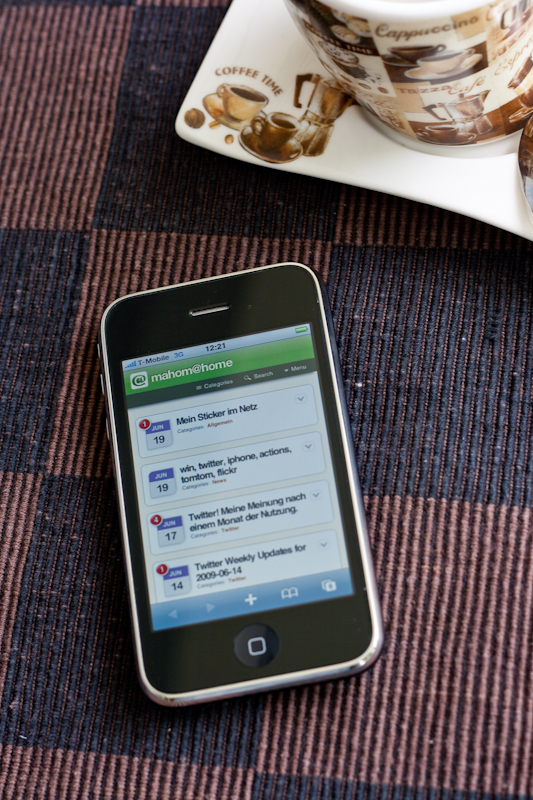 Cappuccino
COFFEE TIME
T-Mobile 3G 12:21
mahom@home
Categories Search Menu
1
JUN
19
Mein Sticker im Netz
Categories: Allgemein
JUN
19
win, twitter, iphone, actions,
tomtom, flickr
Categories: News
4
JUN
17
Twitter! Meine Meinung nach
einem Monat der Nutzung.
Categories: Twitter
1
JUN
14
Twitter Weekly Updates for
2009-06-14
Categories: Twitter